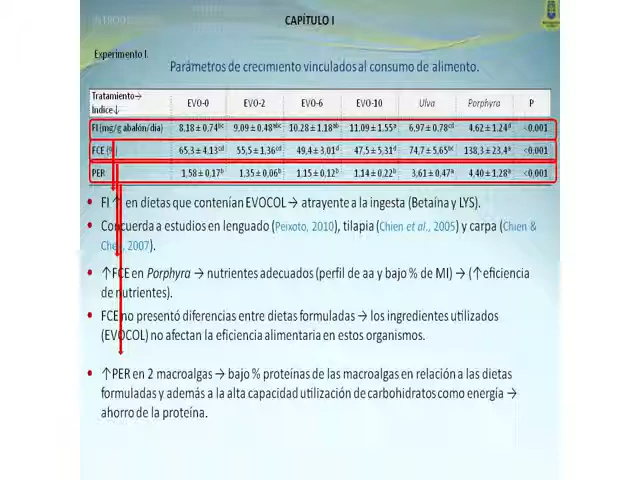 CAPÍTULO I
Experimento I.
Parámetros de crecimiento vinculados al consumo de alimento.
Tratamiento→
Indice↓ EVO-0 EVO-2 EVO-6 EVO-10 Ulva Porphyra P
FI (mg/g abalón/día) 8,18 ± 0,74bc 9,09 ± 0,48abc 10.28 ± 1.18ab 11.09 ± 1.55a 6,97 ± 0,78cd 4.62 ± 1.24d <0,001
FCE (%) 65,3 ± 4,13cd 55,5 ± 1,36cd 49,4 ± 3,01d 47,5 ± 5,31d 74,7 ± 5,65bc 138,3 ± 23,4a <0,001
PER 1,58 ± 0,17b 1.35 ± 0,06b 1.15 ± 0,12b 1,14 ± 0,22b 3,61 ± 0,47a 4,40 ± 1.28a <0,001
• FI ↑ en dietas que contenían EVOCOL → atrayente a la ingesta (Betaína y LYS).
• Concuerda a estudios en lenguado (Peixoto, 2010), tilapia (Chien et al., 2005) y carpa (Chien &
2007).
• ↑FCE en Porphyra → nutrientes adecuados (perfil de aa y bajo % de MI) → (↑eficiencia
de nutrientes).
• FCE no presentó diferencias entre dietas formuladas → los ingredientes utilizados
(EVOCOL) no afectan la eficiencia alimentaria en estos organismos.
• ↑PER en 2 macroalgas → bajo % proteínas de las macroalgas en relación a las dietas
formuladas y además a la alta capacidad utilización de carbohidratos como energía →
ahorro de la proteína.